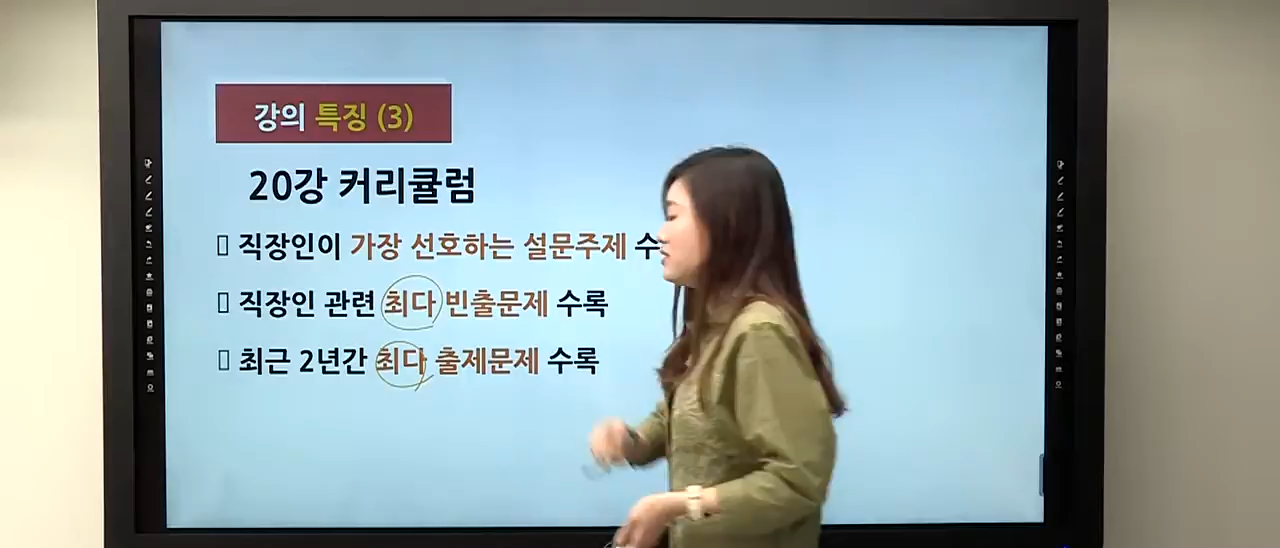 강의 특징 (3)
20강 커리큘럼
직장인이 가장 선호하는 설문주제 수
직장인 관련 최다 빈출문제 수록
최근 2년간 최다 출제문제 수록